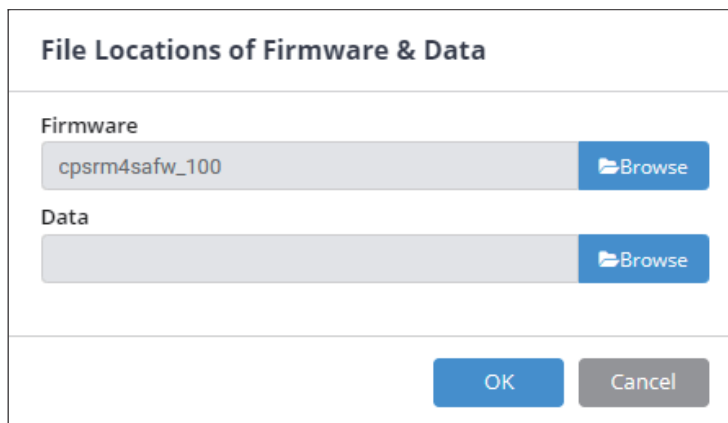 File Locations of Firmware & Data
Firmware
cpsrm4safw_100
Browse
Data
Browse
OK
Cancel